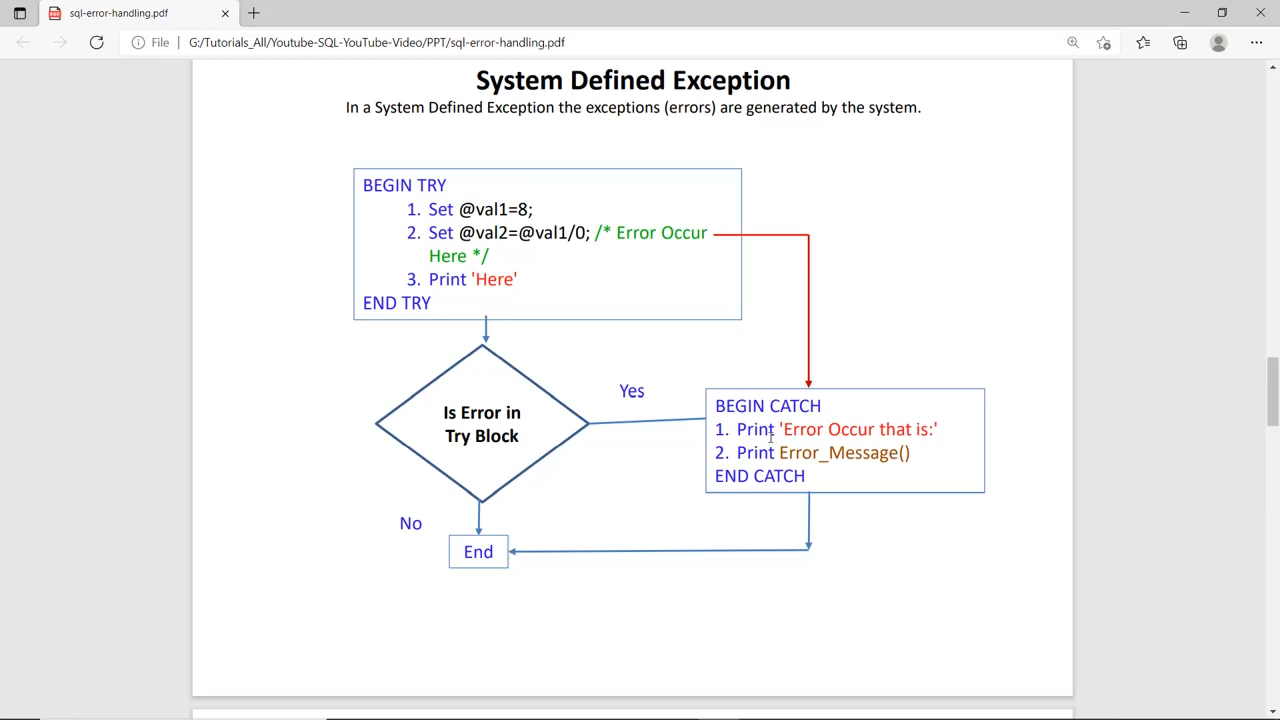 sql-error-handling.pdf
File
G:/Tutorials_All/Youtube-SQL-YouTube-Video/PPT/sql-error-handling.pdf
System Defined Exception
In a System Defined Exception the exceptions (errors) are generated by the system.
BEGIN TRY
1. Set @val1=8;
2. Set @val2=@val1/0; /* Error Occur
Here */
3. Print 'Here'
END TRY
Is Error in
Try Block
Yes
BEGIN CATCH
1. Print 'Error Occur that is:'
2. Print Error_Message()
END CATCH
No
End